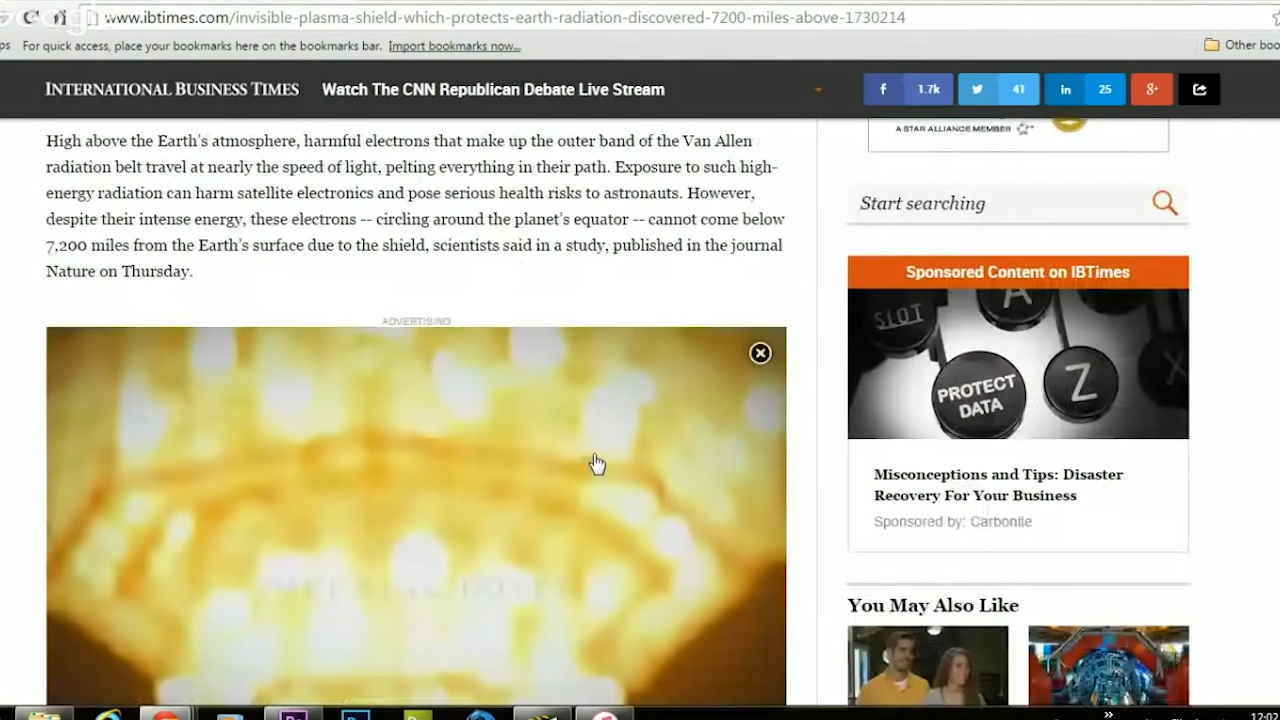 www.ibtimes.com/invisible-plasma-shield-which-protects-earth-radiation-discovered-7200-miles-above-1730214
For quick access, place your bookmarks here on the bookmarks bar. Import bookmarks now...
Other boo
INTERNATIONAL BUSINESS TIMES
Watch The CNN Republican Debate Live Stream
f 1.7k
41
in 25
g+
High above the Earth's atmosphere, harmful electrons that make up the outer band of the Van Allen
radiation belt travel at nearly the speed of light, pelting everything in their path. Exposure to such high-
energy radiation can harm satellite electronics and pose serious health risks to astronauts. However,
despite their intense energy, these electrons -- circling around the planet's equator -- cannot come below
7,200 miles from the Earth's surface due to the shield, scientists said in a study, published in the journal
Nature on Thursday.
ADVERTISING
A STAR ALLIANCE MEMBER
Start searching
Sponsored Content on IBTimes
SLOT
A
PROTECT
DATA
Z
X
Misconceptions and Tips: Disaster
Recovery For Your Business
Sponsored by: Carbonite
You May Also Like
12:02